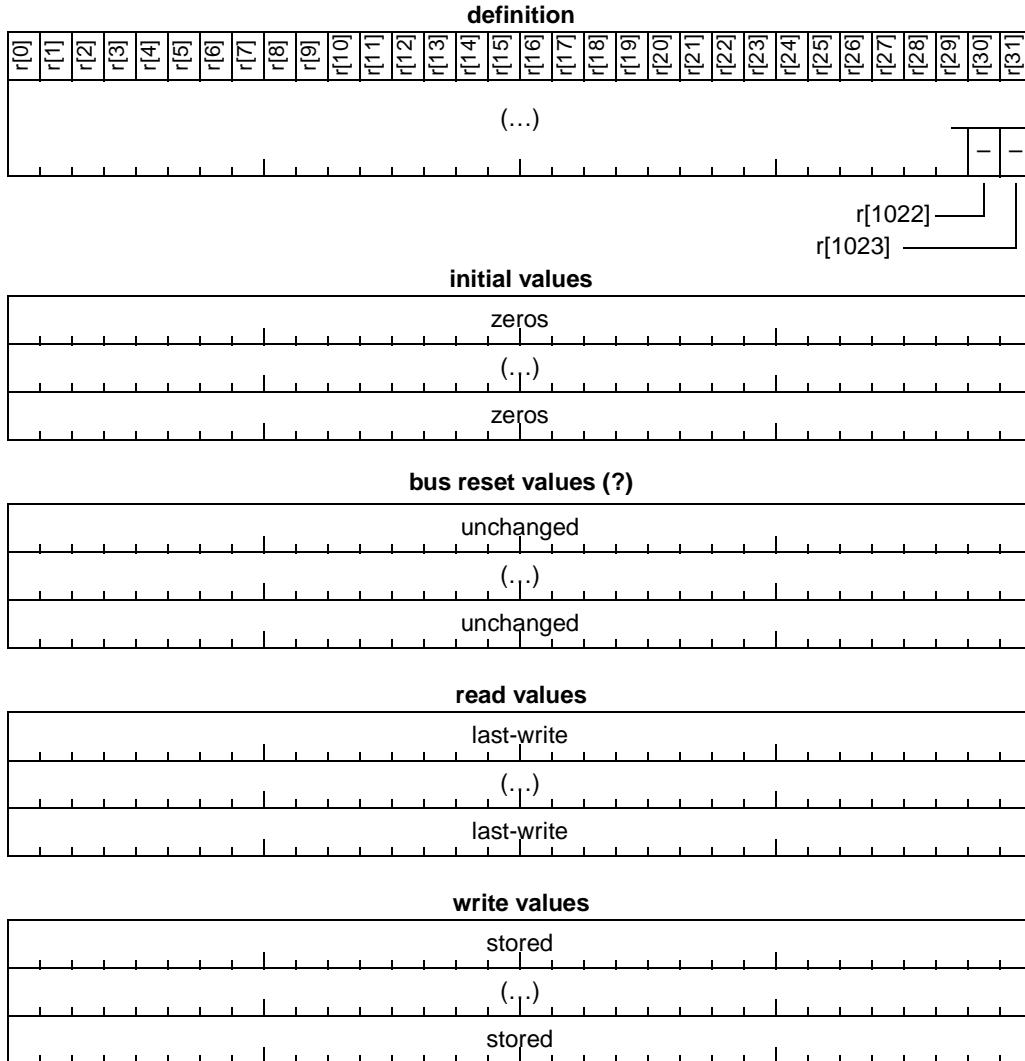 definition
r[0] r[1] r[2] r[3] r[4] r[5] r[6] r[7] r[8] r[9] r[10] r[11] r[12] r[13] r[14] r[15] r[16] r[17] r[18] r[19] r[20] r[21] r[22] r[23] r[24] r[25] r[26] r[27] r[28] r[29] r[30] r[31]
(…)
– –
r[1022]
r[1023]
initial values
zeros
(…)
zeros
bus reset values (?)
unchanged
(…)
unchanged
read values
last-write
(…)
last-write
write values
stored
(…)
stored